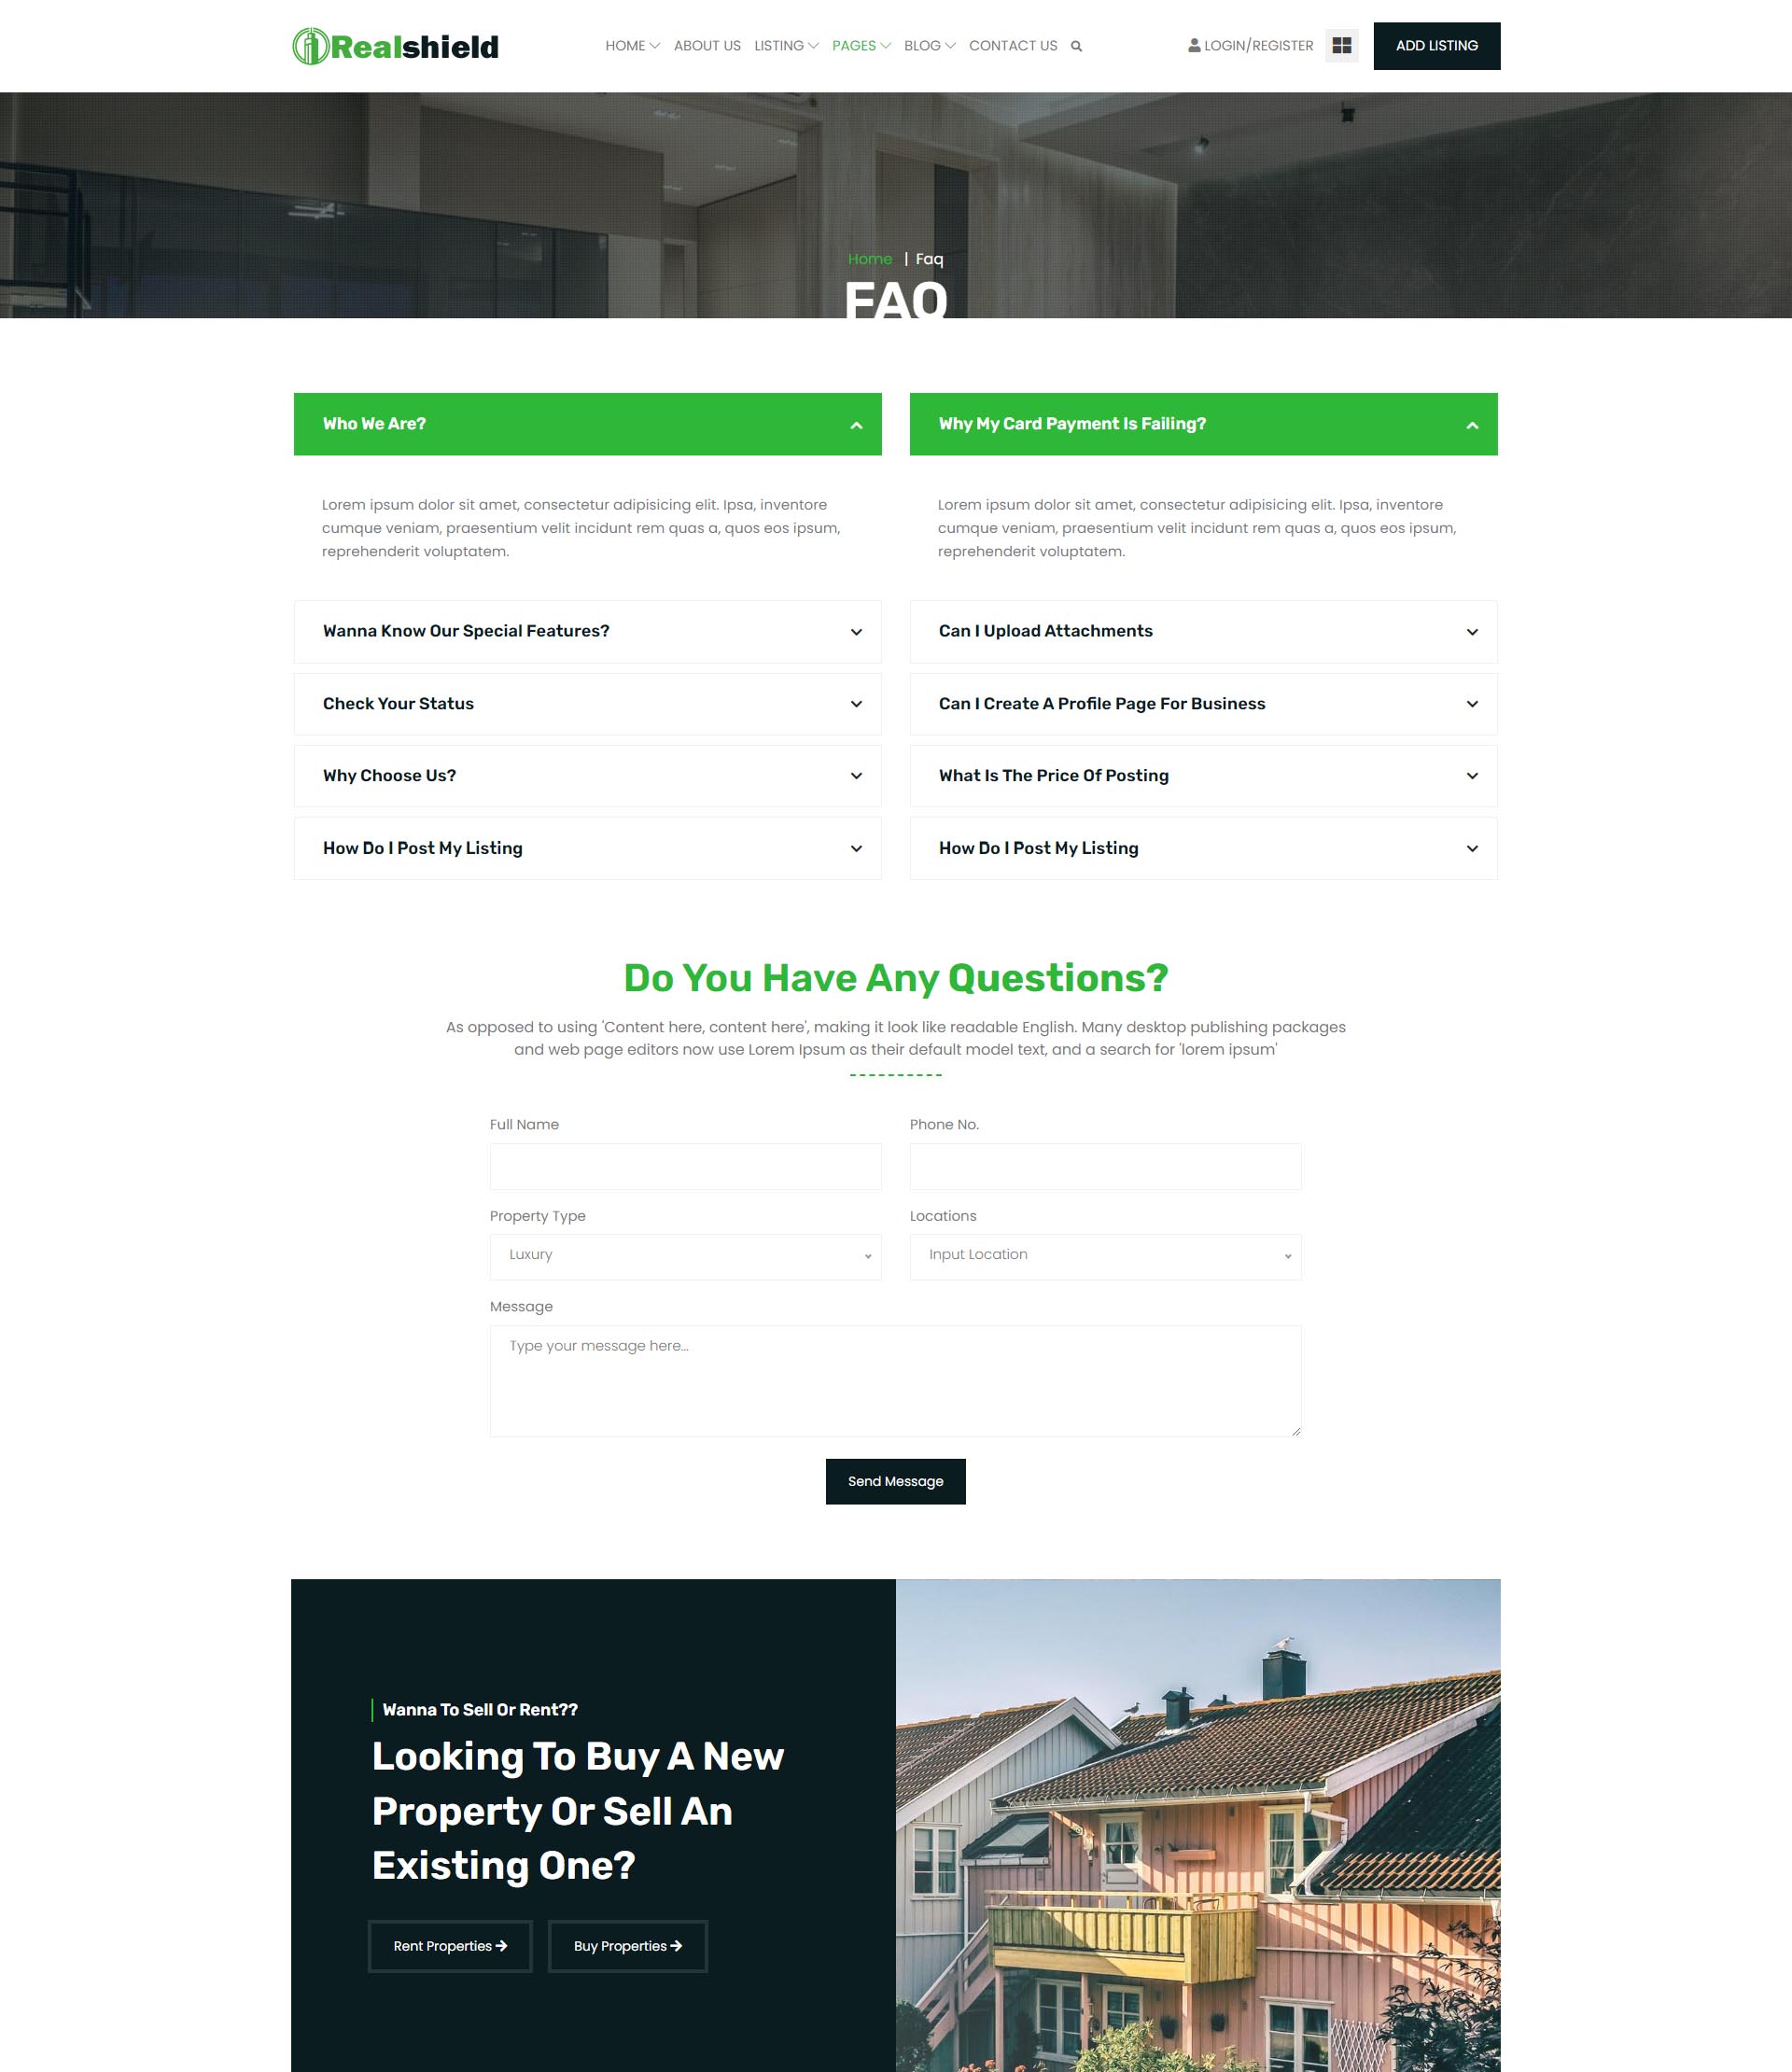 Realshield
HOME ABOUT US LISTING PAGES BLOG CONTACT US LOGIN/REGISTER ADD LISTING
Home | Faq
FAQ
Who We Are?
Lorem ipsum dolor sit amet, consectetur adipisicing elit. Ipsa, inventore
cumque veniam, praesentium velit incidunt rem quas a, quos eos ipsum,
reprehenderit voluptatem.
Wanna Know Our Special Features?
Check Your Status
Why Choose Us?
How Do I Post My Listing
Why My Card Payment Is Failing?
Lorem ipsum dolor sit amet, consectetur adipisicing elit. Ipsa, inventore
cumque veniam, praesentium velit incidunt rem quas a, quos eos ipsum,
reprehenderit voluptatem.
Can I Upload Attachments
Can I Create A Profile Page For Business
What Is The Price Of Posting
How Do I Post My Listing
Do You Have Any Questions?
As opposed to using 'Content here, content here', making it look like readable English. Many desktop publishing packages
and web page editors now use Lorem Ipsum as their default model text, and a search for 'lorem ipsum'
Full Name
Phone No.
Property Type
Locations
Luxury
Input Location
Message
Type your message here...
Send Message
Wanna To Sell Or Rent??
Looking To Buy A New
Property Or Sell An
Existing One?
Rent Properties
Buy Properties